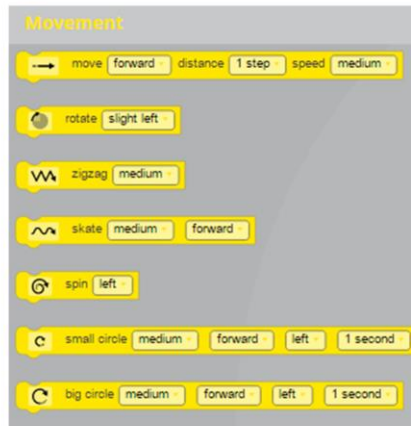 Movement
move forward distance 1 step speed medium
rotate slight left
zigzag medium
skate medium forward
spin left
small circle medium forward left 1 second
big circle medium forward left 1 second